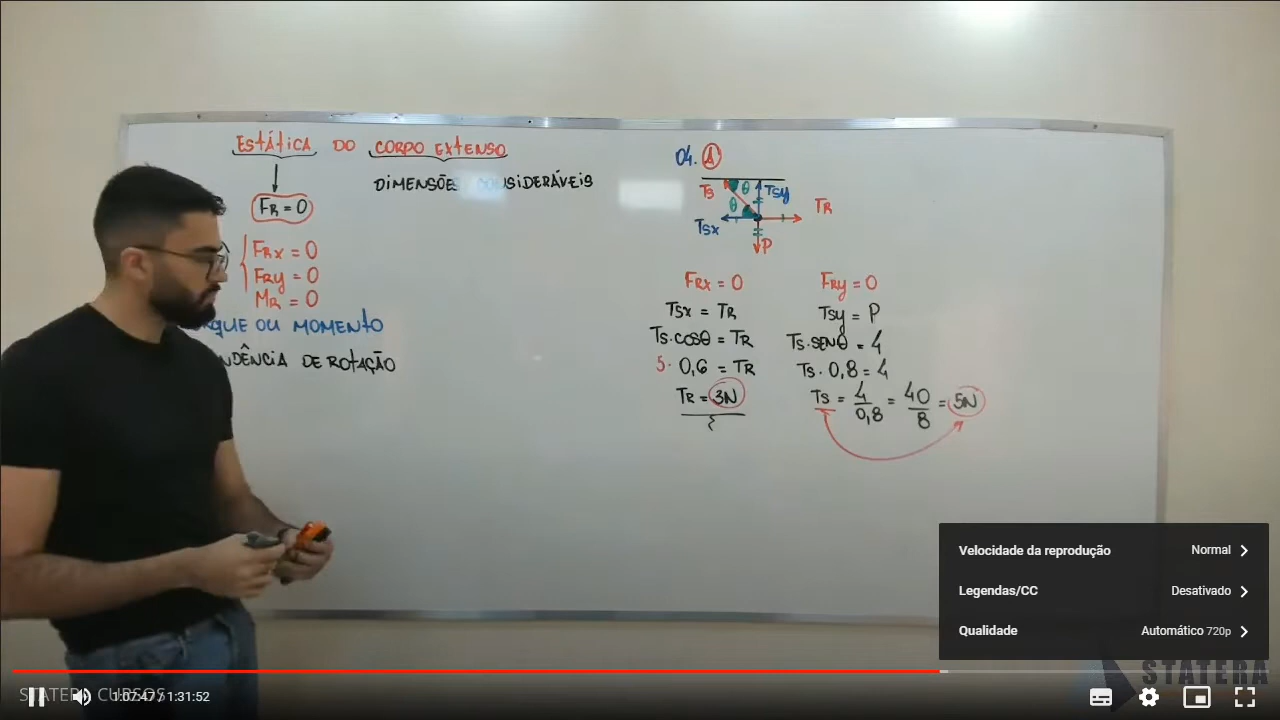 ESTÁTICA DO CORPO EXTENSO
DIMENSÕES CONSIDERÁVEIS
FR = 0
FRx = 0
FRy = 0
MR = 0
OU MOMENTO
DE ROTAÇÃO
04. A
TS θ TSy
θ TR
TSx
P
FRx = 0 FRy = 0
TSx = TR TSy = P
TS·COSθ = TR TS·SENθ = 4
5· 0,6 = TR TS· 0,8 = 4
TR = 3N TS = 4/0,8 = 40/8 = 5N
Velocidade da reprodução Normal
Legendas/CC Desativado
Qualidade Automático 720p
STATERA
STATERA CURSOS
1:07:47 / 1:31:52